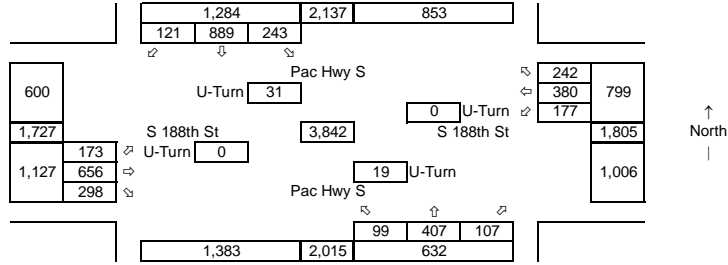 1,284 2,137 853
121 889 243
Pac Hwy S
242
600 U-Turn 31 380 799
0 U-Turn 177
1,727 S 188th St 3,842 S 188th St 1,805 North
173 U-Turn 0
1,127 656 19 U-Turn 1,006
298 Pac Hwy S
99 407 107
1,383 2,015 632